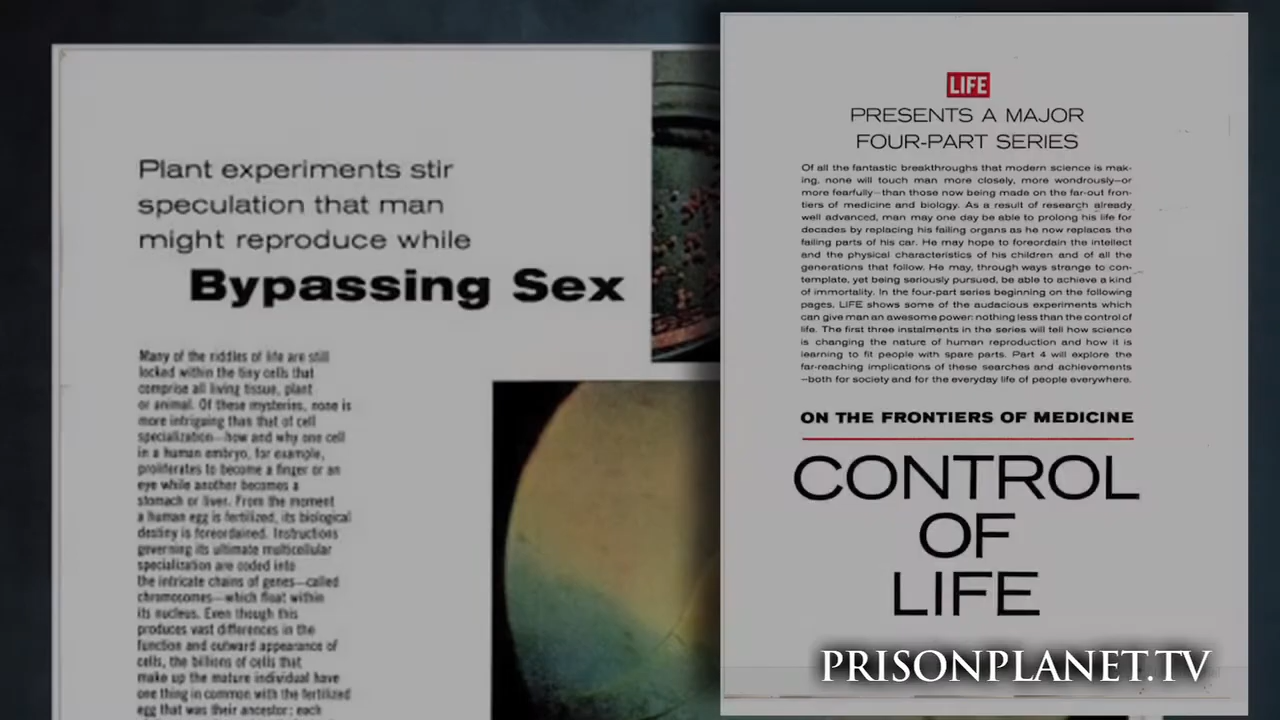 Plant experiments stir
speculation that man
might reproduce while
Bypassing Sex
Many of the riddles of life are still
locked within the tiny cells that
comprise all living tissue, plant
or animal. Of these mysteries, none is
more intriguing than that of cell
specialization—how and why one cell
in a human embryo, for example,
proliferates to become a finger or an
eye while another becomes a
stomach or liver. From the moment
a human egg is fertilized, its biological
destiny is foreordained. Instructions
governing its ultimate multicellular
specialization are coded into
the intricate chains of genes—called
chromosomes—which float within
its nucleus. Even though this
produces vast differences in the
function and outward appearance of
cells, the billions of cells that
make up the mature individual have
one thing in common with the fertilized
egg that was their ancestor: each
LIFE
PRESENTS A MAJOR
FOUR-PART SERIES
Of all the fantastic breakthroughs that modern science is mak-
ing, none will touch man more closely, more wondrously—or
more fearfully—than those now being made on the far-out fron-
tiers of medicine and biology. As a result of research already
well advanced, man may one day be able to prolong his life for
decades by replacing his failing organs as he now replaces the
failing parts of his car. He may hope to foreordain the intellect
and the physical characteristics of his children and of all the
generations that follow. He may, through ways strange to con-
template, yet being seriously pursued, be able to achieve a kind
of immortality. In the four-part series beginning on the following
pages, LIFE shows some of the audacious experiments which
can give man an awesome power: nothing less than the control of
life. The first three instalments in the series will tell how science
is changing the nature of human reproduction and how it is
learning to fit people with spare parts. Part 4 will explore the
far-reaching implications of these searches and achievements
—both for society and for the everyday life of people everywhere.
ON THE FRONTIERS OF MEDICINE
CONTROL
OF
LIFE
PRISONPLANET.TV